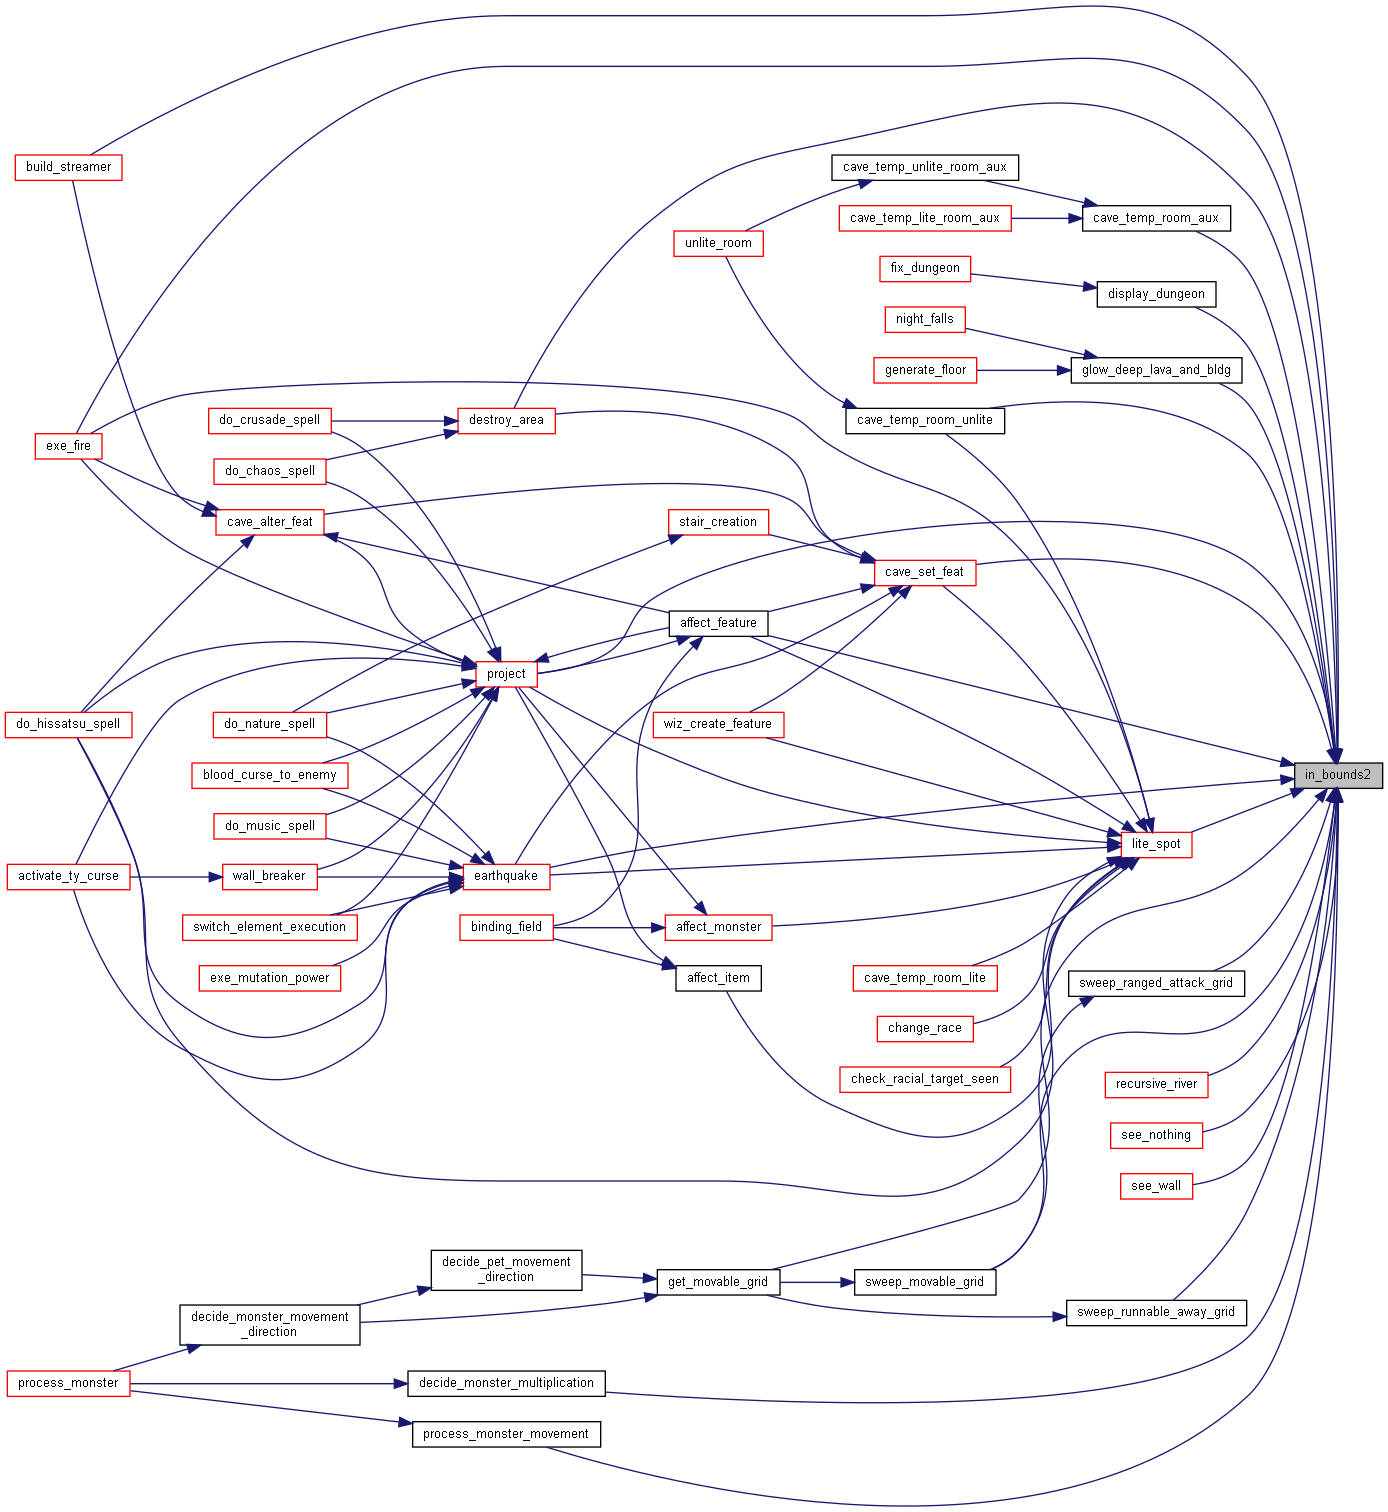 build_streamer
cave_temp_unlite_room_aux
cave_temp_lite_room_aux
cave_temp_room_aux
unlite_room
fix_dungeon
display_dungeon
night_falls
generate_floor
glow_deep_lava_and_bldg
do_crusade_spell
destroy_area
cave_temp_room_unlite
exe_fire
do_chaos_spell
cave_alter_feat
stair_creation
cave_set_feat
affect_feature
project
do_hissatsu_spell
do_nature_spell
wiz_create_feature
blood_curse_to_enemy
in_bounds2
do_music_spell
lite_spot
activate_ty_curse
wall_breaker
earthquake
switch_element_execution
binding_field
affect_monster
exe_mutation_power
affect_item
cave_temp_room_lite
sweep_ranged_attack_grid
change_race
check_racial_target_seen
recursive_river
see_nothing
see_wall
decide_pet_movement
_direction
get_movable_grid
sweep_movable_grid
decide_monster_movement
_direction
sweep_runnable_away_grid
process_monster
decide_monster_multiplication
process_monster_movement